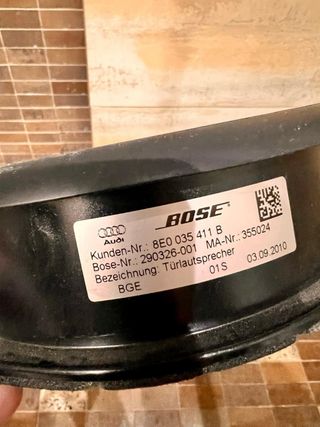 Audi
BOSE
Kunden-Nr.: 8E0 035 411 B
Bose-Nr.: 290326-001 MA-Nr.: 355024
Bezeichnung: Türlautsprecher
BGE 01S 03.09.2010